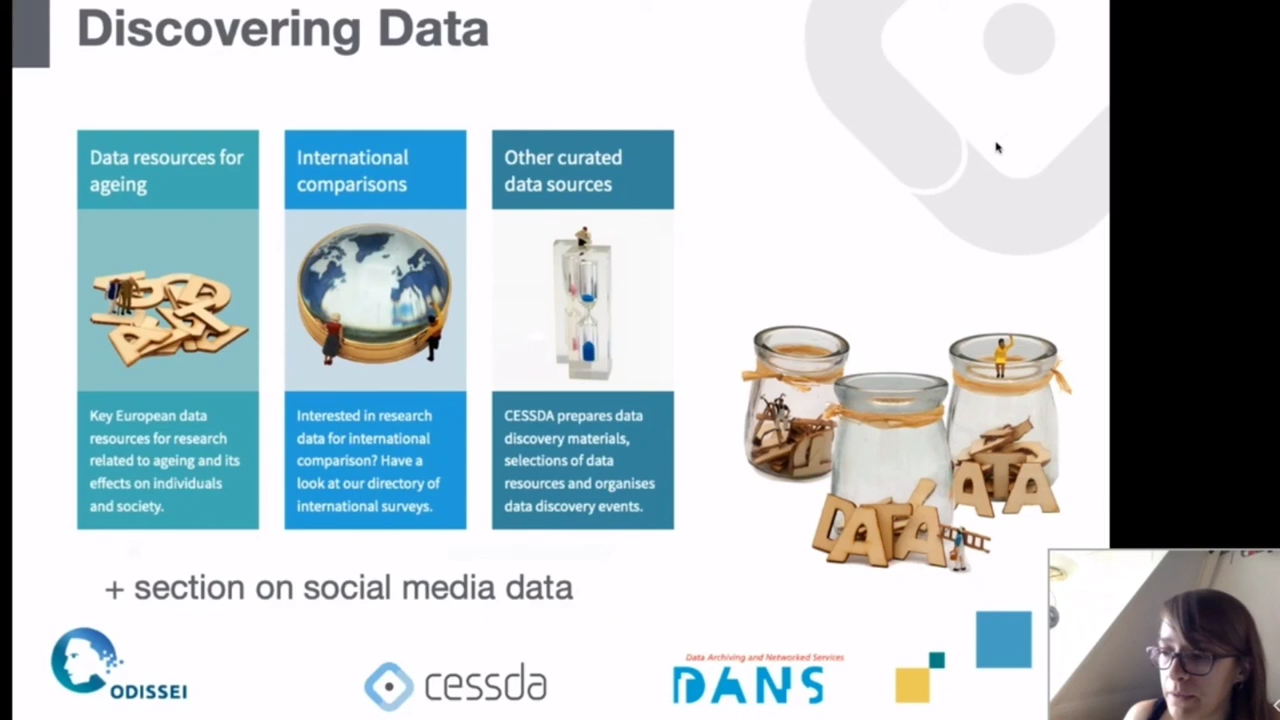 Discovering Data
Data resources for
ageing
Key European data
resources for research
related to ageing and its
effects on individuals
and society.
International
comparisons
Interested in research
data for international
comparison? Have a
look at our directory of
international surveys.
Other curated
data sources
CESSDA prepares data
discovery materials,
selections of data
resources and organises
data discovery events.
DATA
ATA
+ section on social media data
ODISSEI
cessda
Data Archiving and Networked Services
DANS